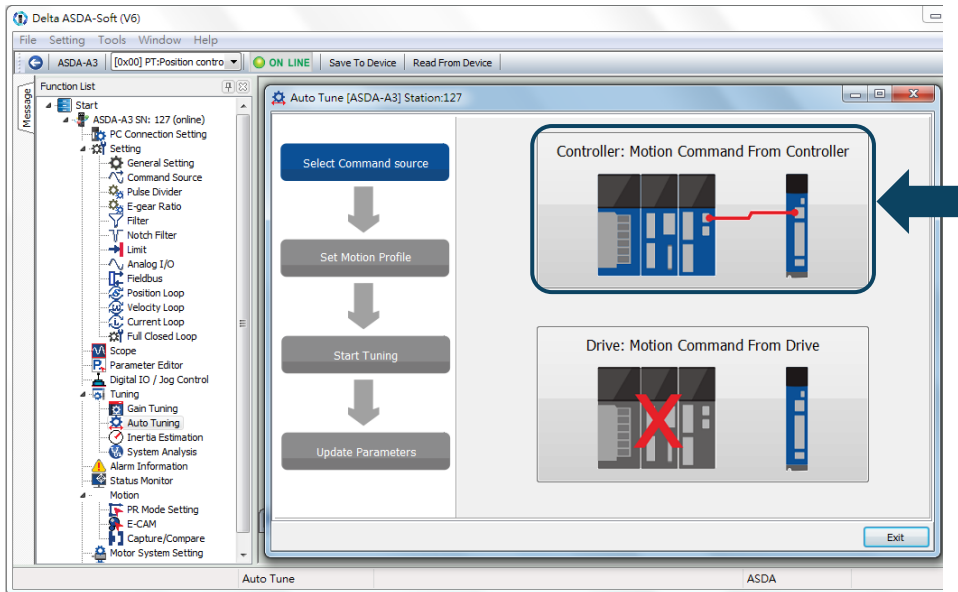 Delta ASDA-Soft (V6)
File Setting Tools Window Help
ASDA-A3 [0x00] PT:Position contro ON LINE Save To Device Read From Device
Message
Function List
Start
ASDA-A3 SN: 127 (online)
PC Connection Setting
Setting
General Setting
Command Source
Pulse Divider
E-gear Ratio
Filter
Notch Filter
Limit
Analog I/O
Fieldbus
Position Loop
Velocity Loop
Current Loop
Full Closed Loop
Scope
Parameter Editor
Digital IO / Jog Control
Tuning
Gain Tuning
Auto Tuning
Inertia Estimation
System Analysis
Alarm Information
Status Monitor
Motion
PR Mode Setting
E-CAM
Capture/Compare
Motor System Setting
Auto Tune [ASDA-A3] Station:127
Select Command source
Set Motion Profile
Start Tuning
Update Parameters
Controller: Motion Command From Controller
Drive: Motion Command From Drive
X
Exit
Auto Tune ASDA